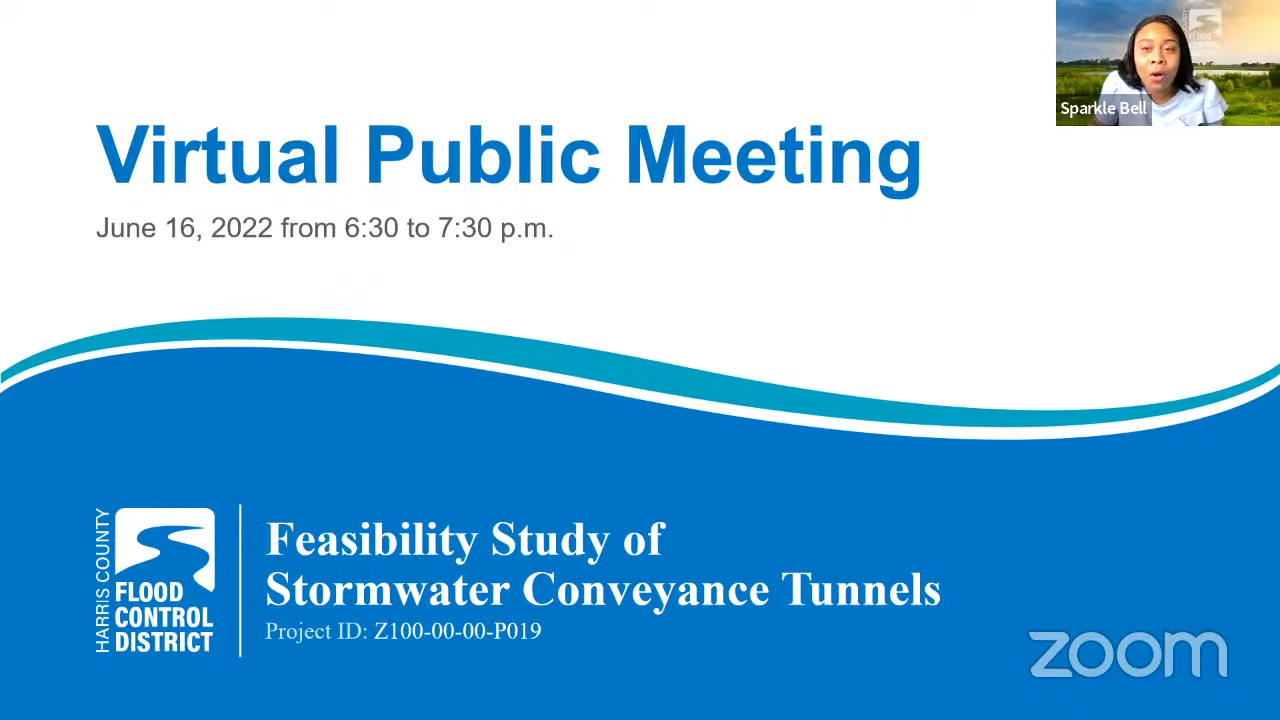 Virtual Public Meeting
June 16, 2022 from 6:30 to 7:30 p.m.
Sparkle Bell
HARRIS COUNTY
FLOOD
CONTROL
DISTRICT
Feasibility Study of
Stormwater Conveyance Tunnels
Project ID: Z100-00-00-P019
zoom